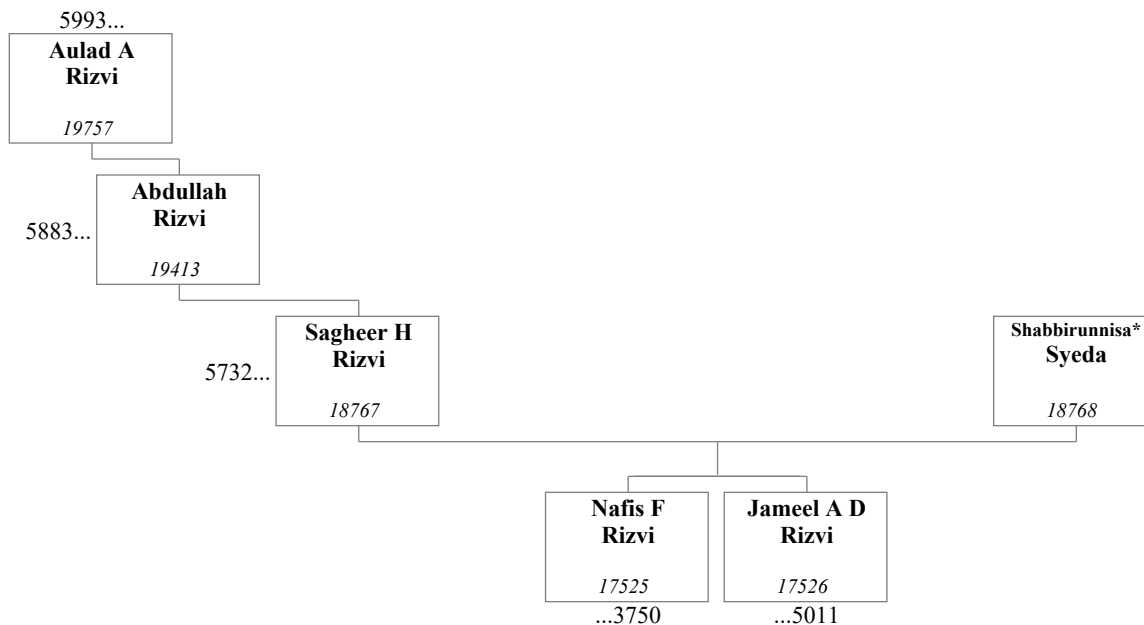 5993...
Aulad A
Rizvi
19757
Abdullah
Rizvi
5883...
19413
Sagheer H
Rizvi
5732...
18767
Shabbirunnisa*
Syeda
18768
Nafis F
Rizvi
17525
...3750
Jameel A D
Rizvi
17526
...5011